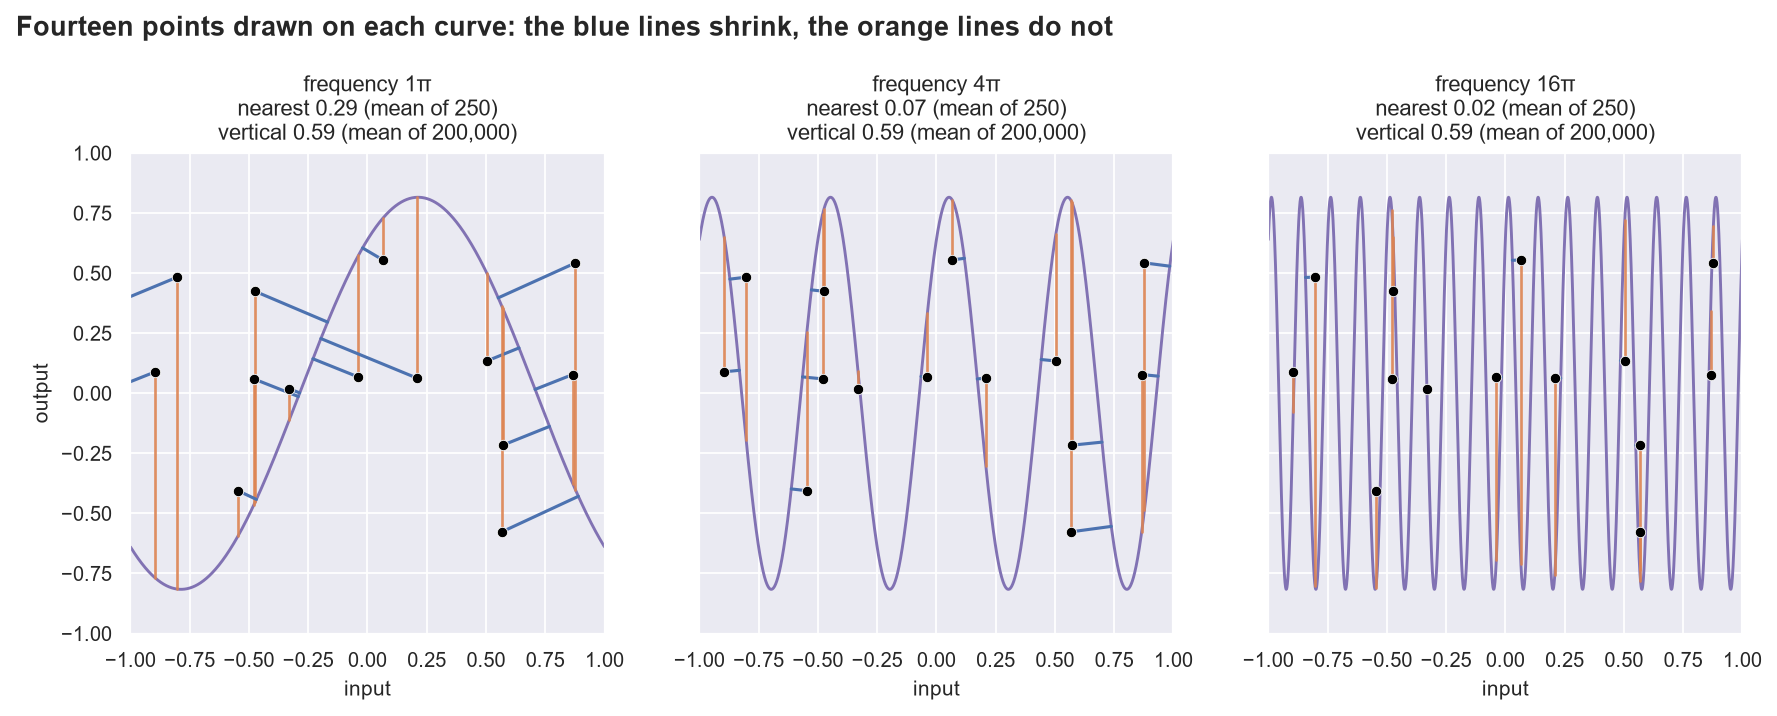 Fourteen points drawn on each curve: the blue lines shrink, the orange lines do not
frequency 1π
nearest 0.29 (mean of 250)
vertical 0.59 (mean of 200,000)
frequency 4π
nearest 0.07 (mean of 250)
vertical 0.59 (mean of 200,000)
frequency 16π
nearest 0.02 (mean of 250)
vertical 0.59 (mean of 200,000)
output
1.00
0.75
0.50
0.25
0.00
−0.25
−0.50
−0.75
−1.00
−1.00 −0.75 −0.50 −0.25 0.00 0.25 0.50 0.75 1.00
input
−1.00 −0.75 −0.50 −0.25 0.00 0.25 0.50 0.75 1.00
input
−1.00 −0.75 −0.50 −0.25 0.00 0.25 0.50 0.75 1.00
input